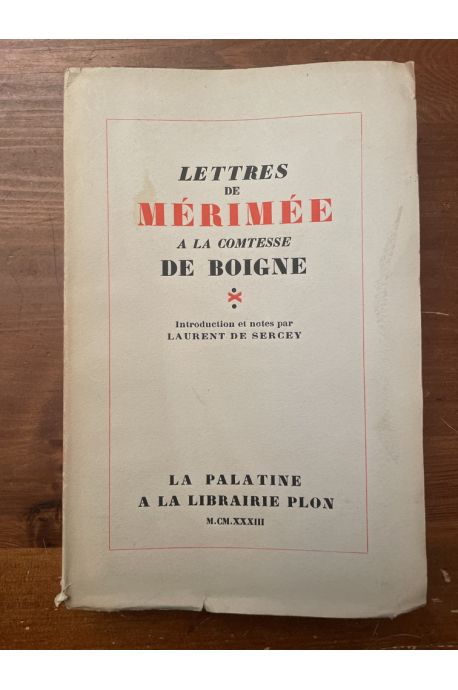 LETTRES
DE
MÉRIMÉE
A LA COMTESSE
DE BOIGNE
Introduction et notes par
LAURENT DE SERCEY
LA PALATINE
A LA LIBRAIRIE PLON
M.CM.XXXIII